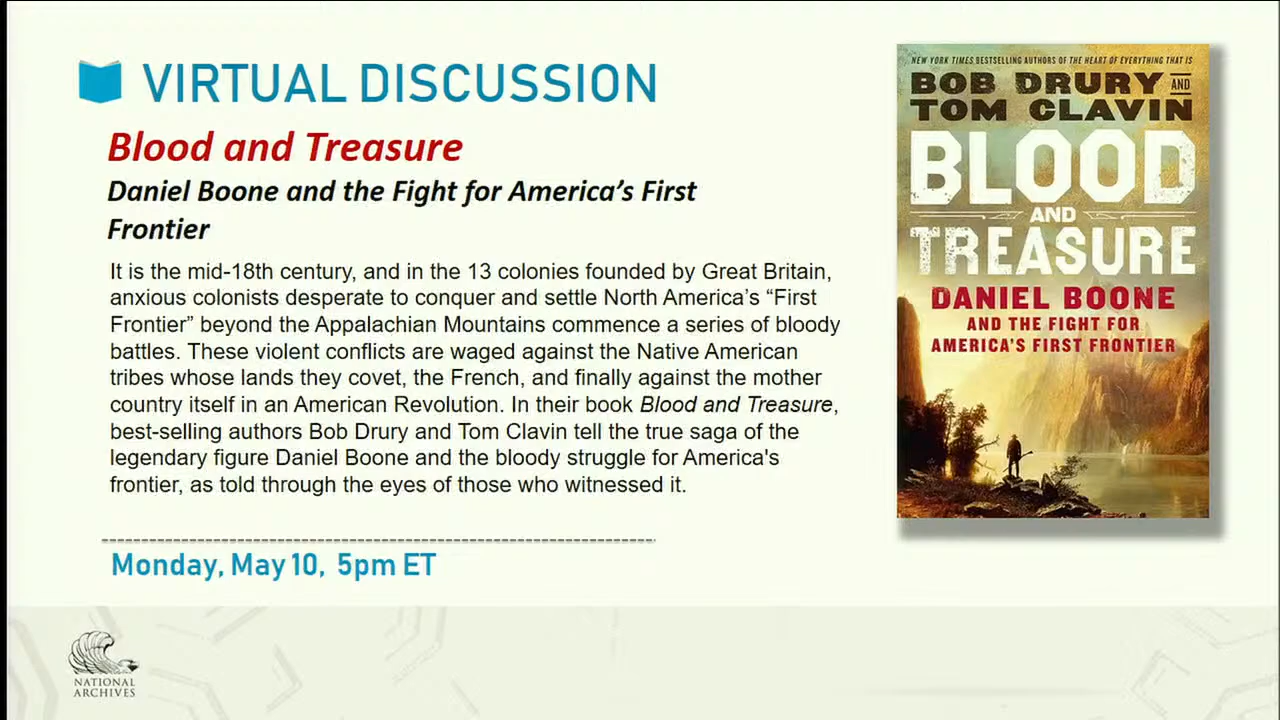 VIRTUAL DISCUSSION
Blood and Treasure
Daniel Boone and the Fight for America’s First
Frontier
It is the mid-18th century, and in the 13 colonies founded by Great Britain,
anxious colonists desperate to conquer and settle North America’s “First
Frontier” beyond the Appalachian Mountains commence a series of bloody
battles. These violent conflicts are waged against the Native American
tribes whose lands they covet, the French, and finally against the mother
country itself in an American Revolution. In their book Blood and Treasure,
best-selling authors Bob Drury and Tom Clavin tell the true saga of the
legendary figure Daniel Boone and the bloody struggle for America's
frontier, as told through the eyes of those who witnessed it.
Monday, May 10, 5pm ET
NEW YORK TIMES BESTSELLING AUTHORS OF THE HEART OF EVERYTHING THAT IS
BOB DRURY AND
TOM CLAVIN
BLOOD
AND
TREASURE
DANIEL BOONE
AND THE FIGHT FOR
AMERICA'S FIRST FRONTIER
NATIONAL
ARCHIVES